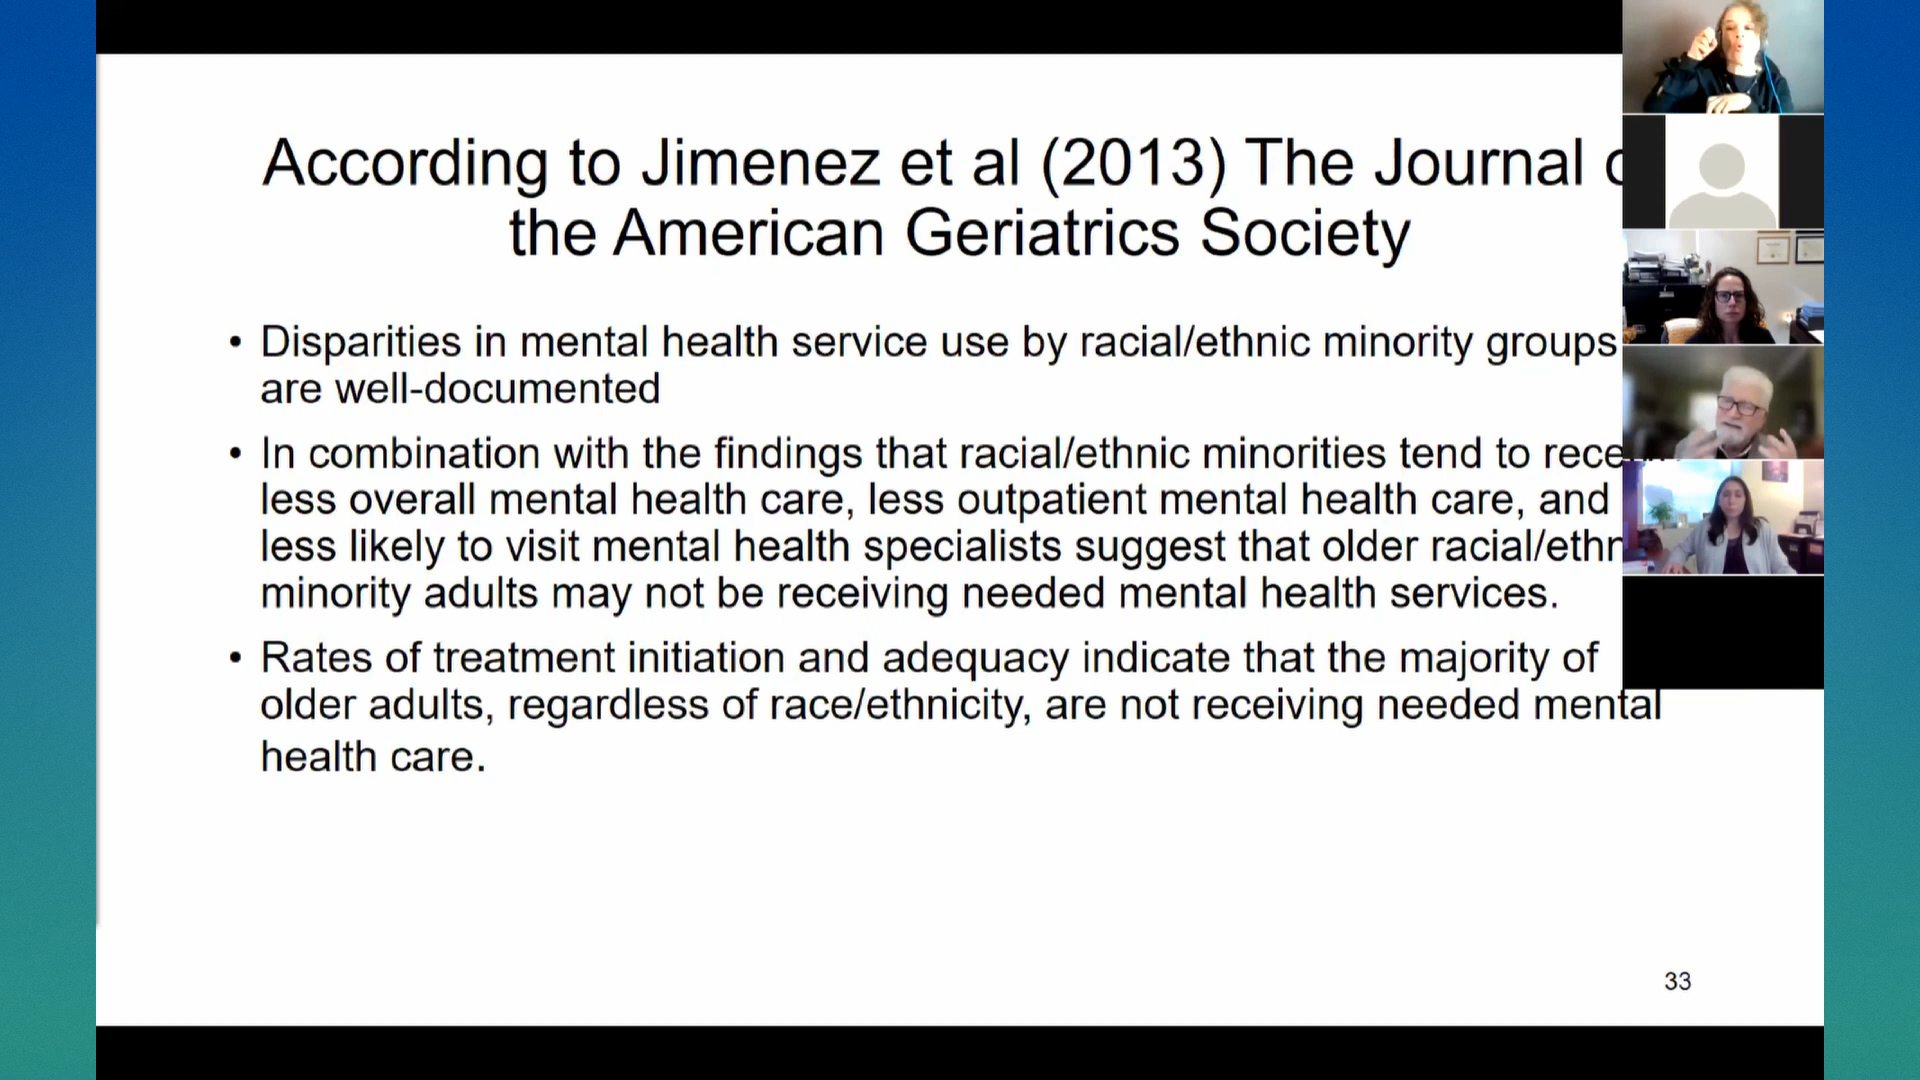 According to Jimenez et al (2013) The Journal
the American Geriatrics Society
• Disparities in mental health service use by racial/ethnic minority groups
are well-documented
• In combination with the findings that racial/ethnic minorities tend to
less overall mental health care, less outpatient mental health care, and
less likely to visit mental health specialists suggest that older
minority adults may not be receiving needed mental health services.
• Rates of treatment initiation and adequacy indicate that the majority of
older adults, regardless of race/ethnicity, are not receiving needed mental
health care.
33